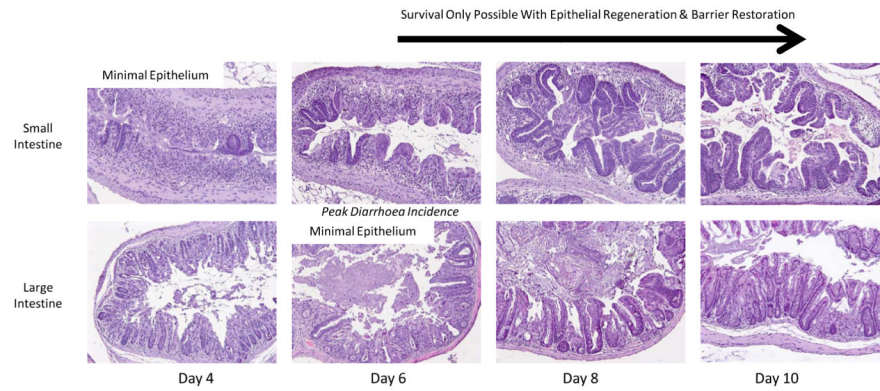 Survival Only Possible With Epithelial Regeneration & Barrier Restoration
Minimal Epithelium
Small
Intestine
Peak Diarrhoea Incidence
Minimal Epithelium
Large
Intestine
Day 4
Day 6
Day 8
Day 10